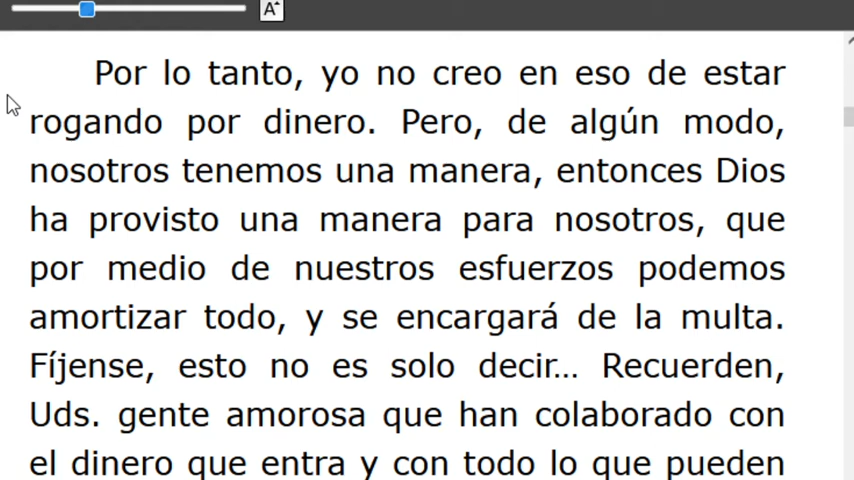 A
Por lo tanto, yo no creo en eso de estar
rogando por dinero. Pero, de algún modo,
nosotros tenemos una manera, entonces Dios
ha provisto una manera para nosotros, que
por medio de nuestros esfuerzos podemos
amortizar todo, y se encargará de la multa.
Fíjense, esto no es solo decir... Recuerden,
Uds. gente amorosa que han colaborado con
el dinero que entra y con todo lo que pueden